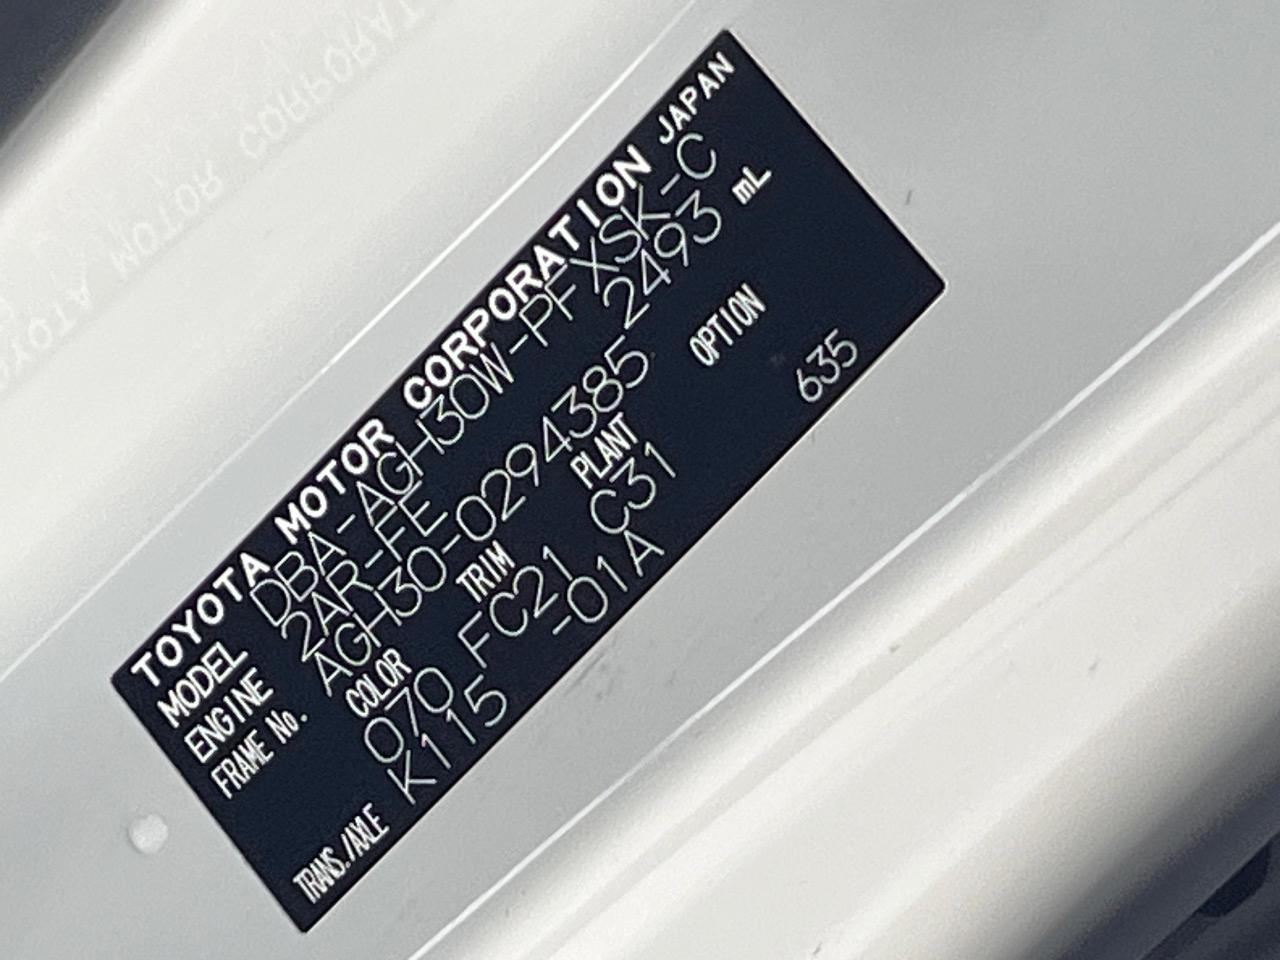 TOYOTA MOTOR CORPORATION JAPAN
MODEL DBA-AGH30W-PFXSK-C
ENGINE 2AR-FE 2493 mL
FRAME No. AGH30-0294385
COLOR TRIM PLANT OPTION
070 FC21 C31
TRANS./AXLE K115 -01A 635
TOYOTA MOTOR CORPORAT